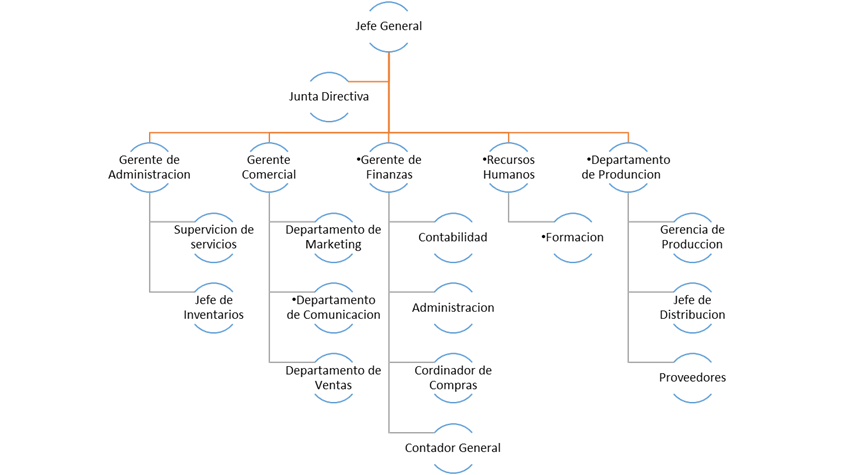 Jefe General
Junta Directiva
Gerente de
Administracion
Gerente
Comercial
•Gerente de
Finanzas
•Recursos
Humanos
•Departamento
de Produncion
Supervicion de
servicios
Jefe de
Inventarios
Departamento de
Marketing
•Departamento
de Comunicacion
Departamento de
Ventas
Contabilidad
Administracion
Cordinador de
Compras
Contador General
•Formacion
Gerencia de
Produccion
Jefe de
Distribucion
Proveedores